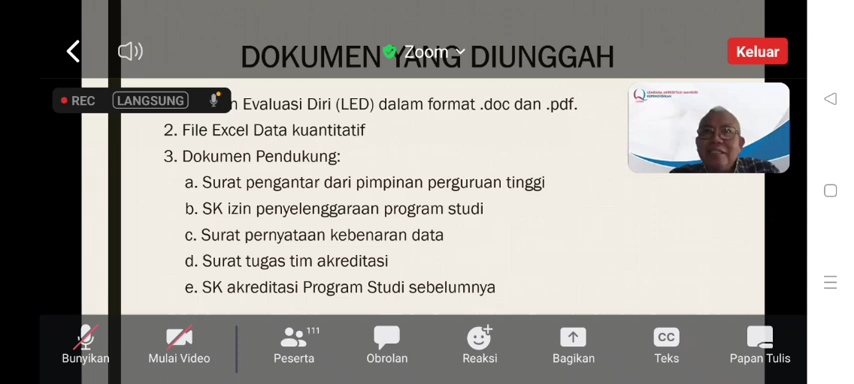 DOKUMEN YANG DIUNGGAH
Zoom
Keluar
REC
LANGSUNG
Evaluasi Diri (LED) dalam format .doc dan .pdf.
2. File Excel Data kuantitatif
3. Dokumen Pendukung:
a. Surat pengantar dari pimpinan perguruan tinggi
b. SK izin penyelenggaraan program studi
c. Surat pernyataan kebenaran data
d. Surat tugas tim akreditasi
e. SK akreditasi Program Studi sebelumnya
LEMBAGA AKREDITASI MANDIRI
Bunyikan
Mulai Video
111
Peserta
Obrolan
Reaksi
Bagikan
CC
Teks
Papan Tulis